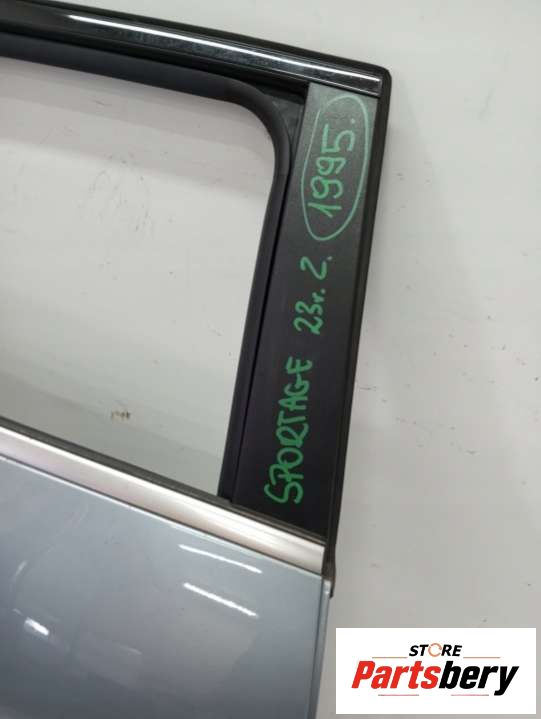 SPORTAGE 23r. 2. 1995.
STORE
Partsbery